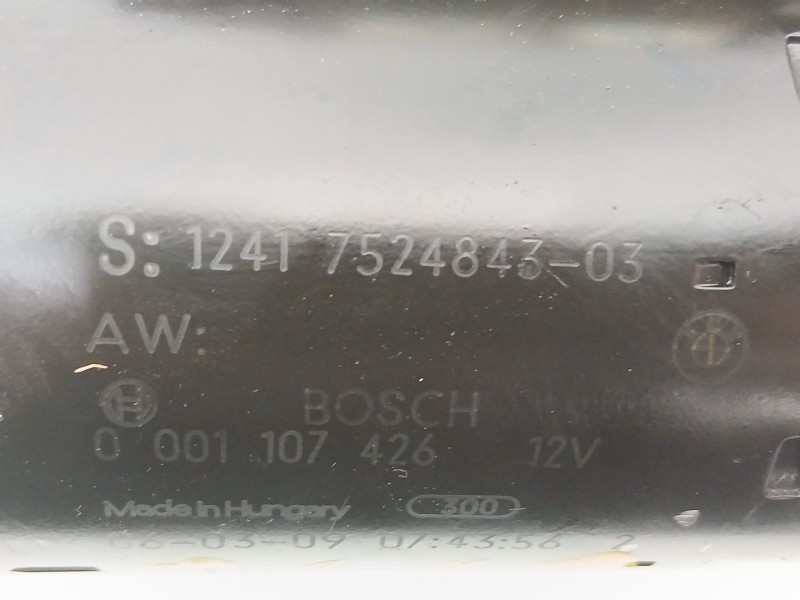 S: 1241 7524843-03
AW:
BOSCH
0 001 107 426 12V
Made in Hungary 300
06-03-09 07:43:56 2